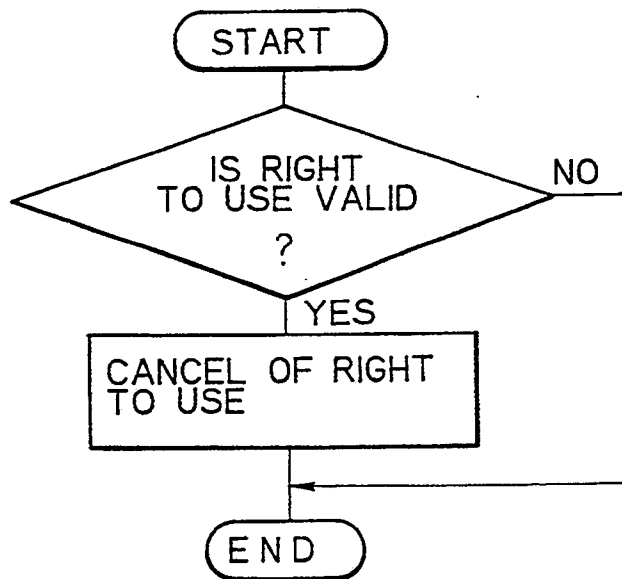 START
IS RIGHT
TO USE VALID
?
NO
YES
CANCEL OF RIGHT
TO USE
END